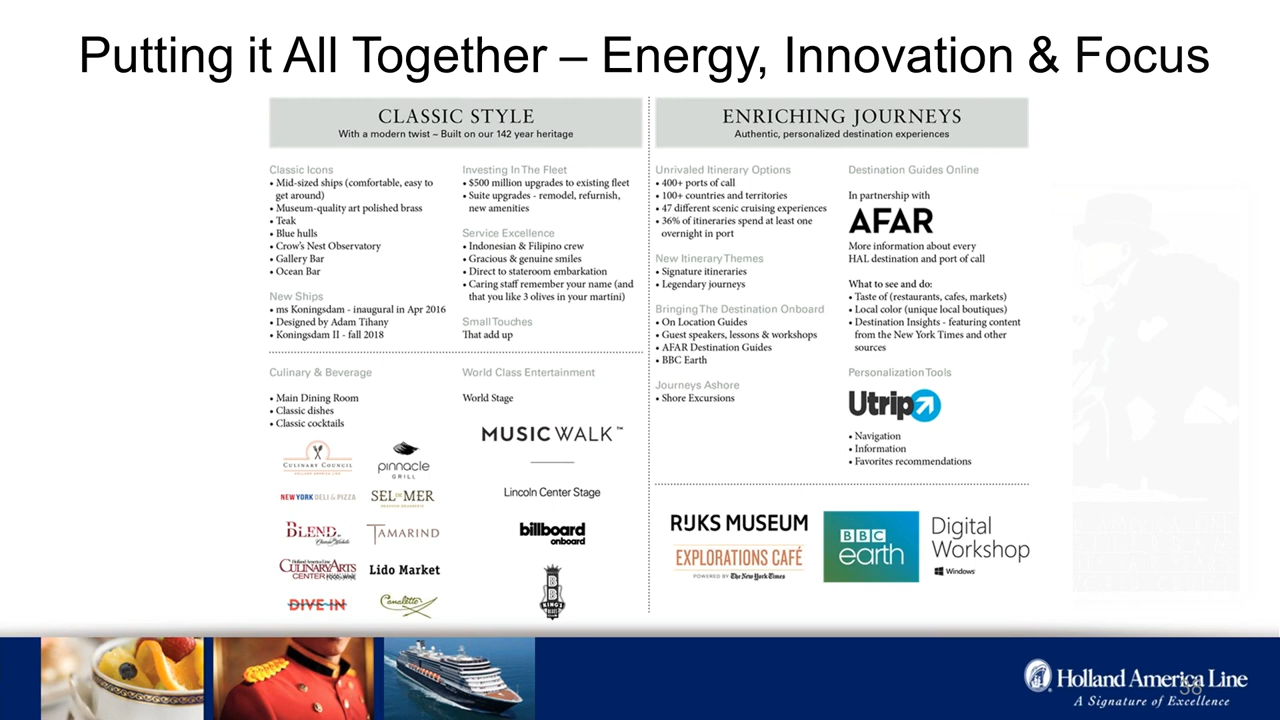 Putting it All Together – Energy, Innovation & Focus
CLASSIC STYLE
With a modern twist ~ Built on our 142 year heritage
Classic Icons
• Mid-sized ships (comfortable, easy to
get around)
• Museum-quality art polished brass
• Teak
• Blue hulls
• Crow's Nest Observatory
• Gallery Bar
• Ocean Bar
New Ships
• ms Koningsdam - inaugural in Apr 2016
• Designed by Adam Tihany
• Koningsdam II - fall 2018
Investing In The Fleet
• $500 million upgrades to existing fleet
• Suite upgrades - remodel, refurnish,
new amenities
Service Excellence
• Indonesian & Filipino crew
• Gracious & genuine smiles
• Direct to stateroom embarkation
• Caring staff remember your name (and
that you like 3 olives in your martini)
Small Touches
That add up
Culinary & Beverage
• Main Dining Room
• Classic dishes
• Classic cocktails
CULINARY COUNCIL
HOLLAND AMERICA LINE
pinnacle
GRILL
NEW YORK DELI & PIZZA
SEL DE MER
BLEND
TAMARIND
Holland America Line
CULINARY ARTS
CENTER
Lido Market
DIVE-IN
Canaletto
World Class Entertainment
World Stage
MUSIC WALK™
Lincoln Center Stage
billboard
onboard
B
B
KING'S
BLUES
ENRICHING JOURNEYS
Authentic, personalized destination experiences
Unrivaled Itinerary Options
• 400+ ports of call
• 100+ countries and territories
• 47 different scenic cruising experiences
• 36% of itineraries spend at least one
overnight in port
New Itinerary Themes
• Signature itineraries
• Legendary journeys
Bringing The Destination Onboard
• On Location Guides
• Guest speakers, lessons & workshops
• AFAR Destination Guides
• BBC Earth
Journeys Ashore
• Shore Excursions
Destination Guides Online
In partnership with
AFAR
More information about every
HAL destination and port of call
What to see and do:
• Taste of (restaurants, cafes, markets)
• Local color (unique local boutiques)
• Destination Insights - featuring content
from the New York Times and other
sources
Personalization Tools
Utrip
• Navigation
• Information
• Favorites recommendations
RIJKS MUSEUM
EXPLORATIONS CAFÉ
POWERED BY The New York Times
BBC
earth
Digital
Workshop
Windows
Holland America Line
A Signature of Excellence
38